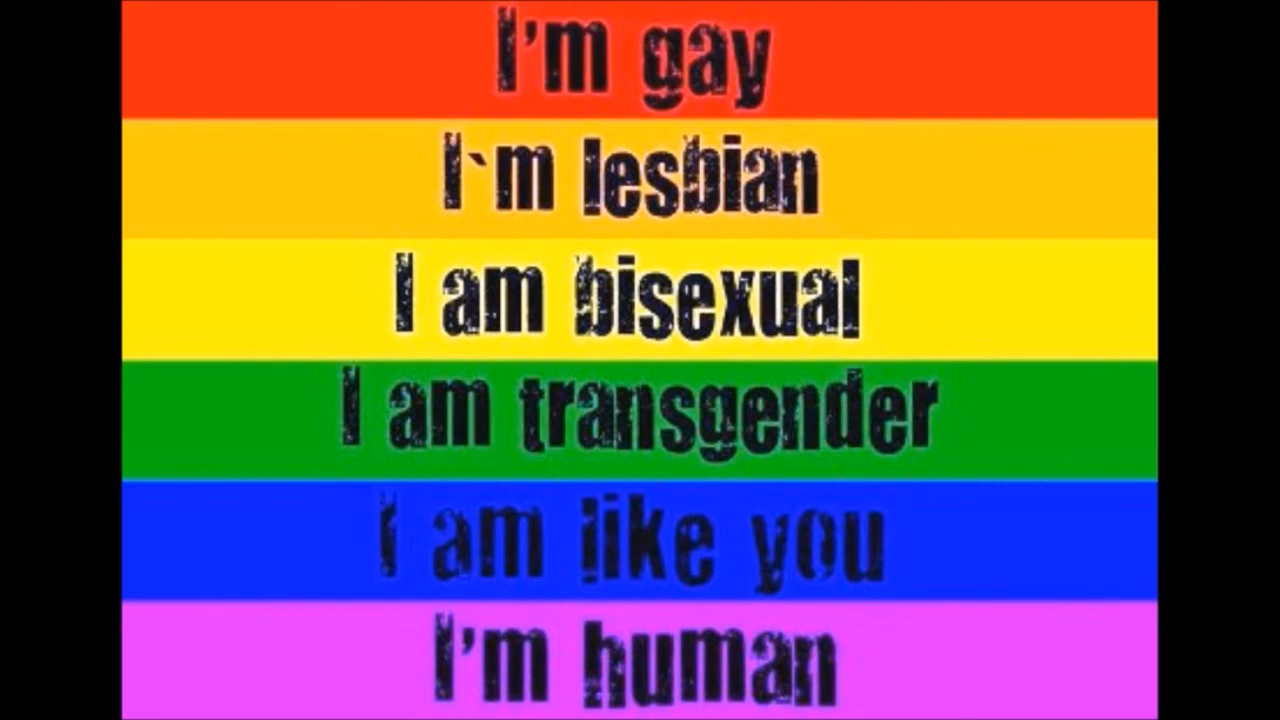 I'm gay
I`m lesbian
I am bisexual
I am transgender
I am like you
I'm human